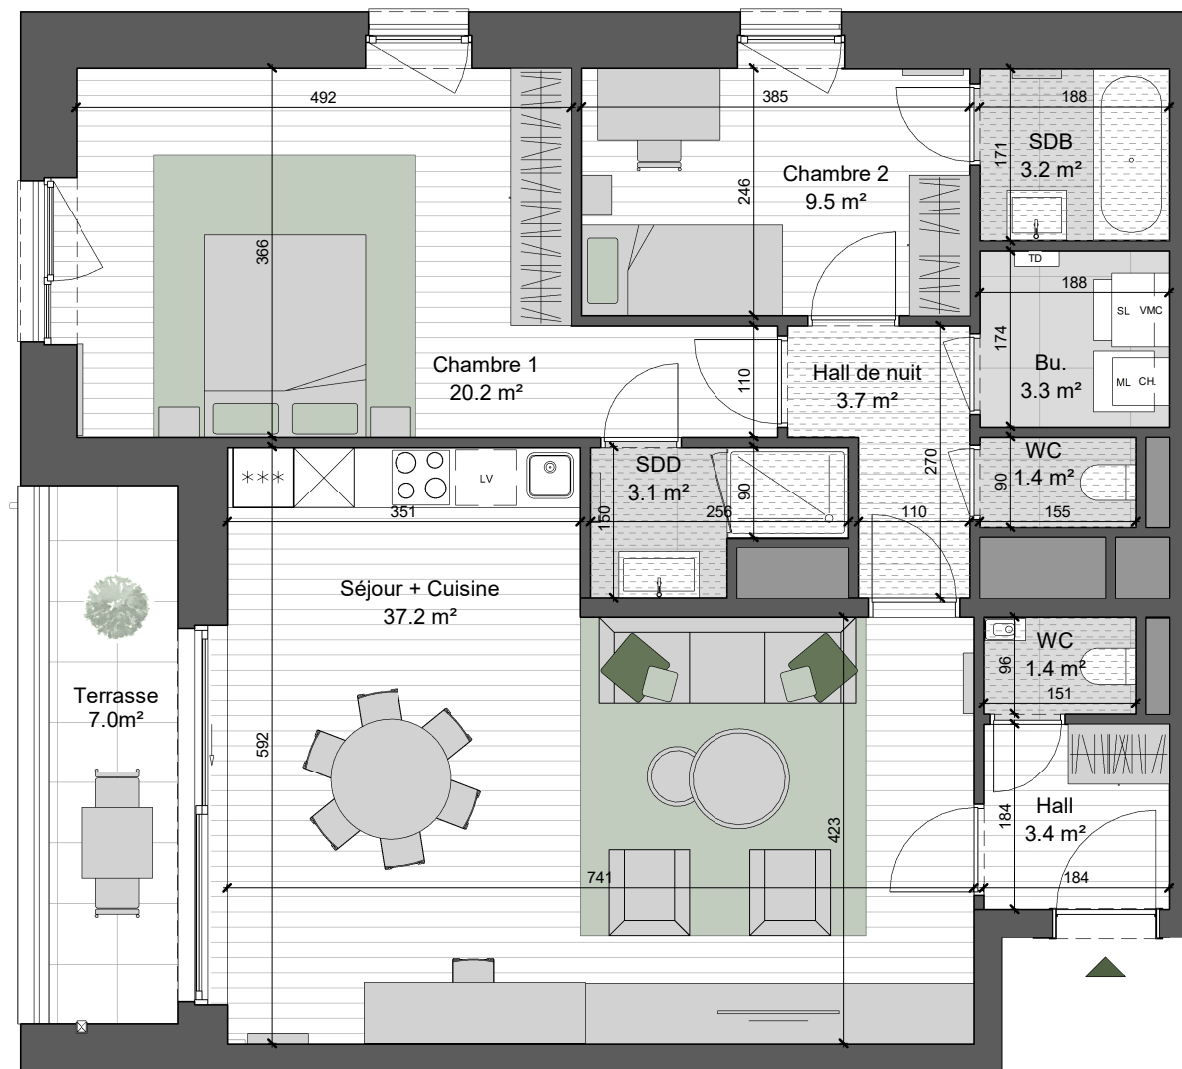 492
385
188
SDB
3.2 m²
171
Chambre 2
9.5 m²
246
366
TD
188
SL VMC
174
Bu.
3.3 m²
ML CH.
Chambre 1
20.2 m²
110
Hall de nuit
3.7 m²
270
WC
1.4 m²
90
155
***
LV
SDD
3.1 m²
90
351
150
256
110
Séjour + Cuisine
37.2 m²
WC
1.4 m²
96
151
Terrasse
7.0m²
592
423
Hall
3.4 m²
184
741
184